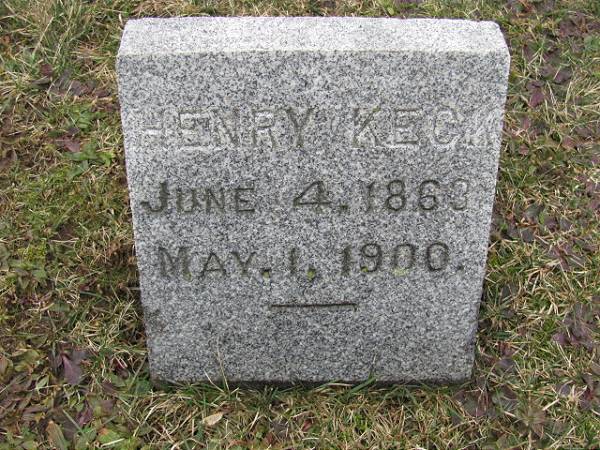 HENRY KECK
JUNE 4, 1863
MAY. 1, 1900.